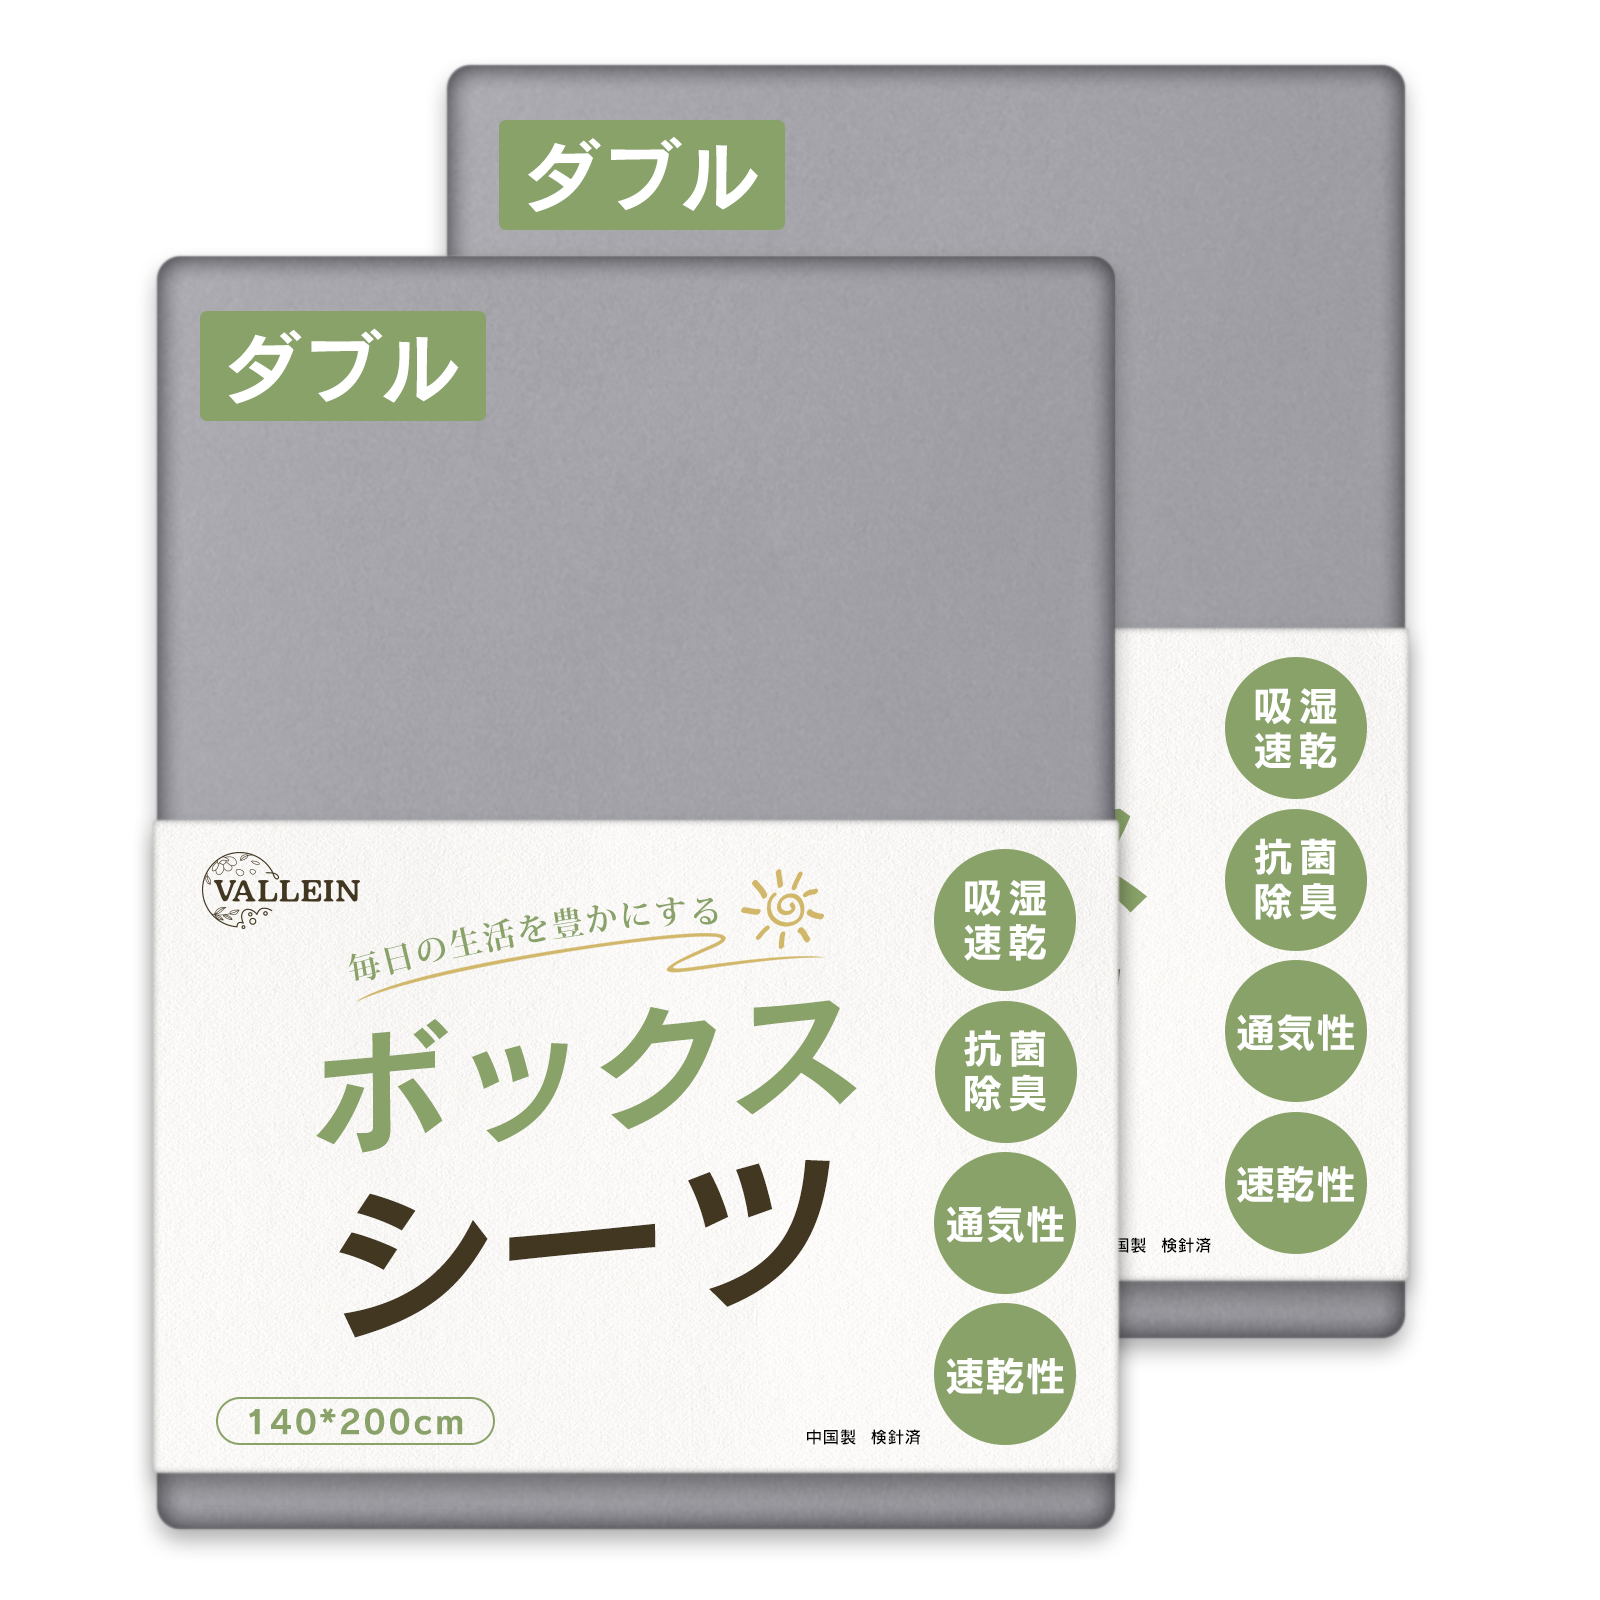 ダブル
ダブル
吸湿
速乾
抗菌
除臭
通気性
速乾性
国製 検針済
VALLEIN
毎日の生活を豊かにする
ボックス
シーツ
吸湿
速乾
抗菌
除臭
通気性
速乾性
140*200cm
中国製 検針済